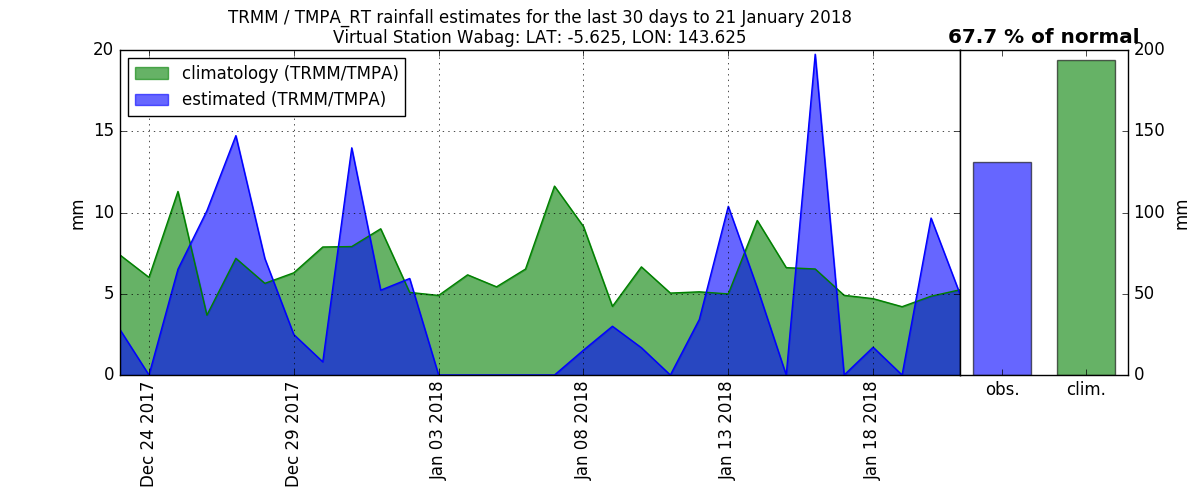 TRMM / TMPA_RT rainfall estimates for the last 30 days to 21 January 2018
Virtual Station Wabag: LAT: -5.625, LON: 143.625
67.7 % of normal
climatology (TRMM/TMPA)
estimated (TRMM/TMPA)
20
15
10
5
0
mm
Dec 24 2017
Dec 29 2017
Jan 03 2018
Jan 08 2018
Jan 13 2018
Jan 18 2018
obs.
clim.
200
150
100
50
0
mm